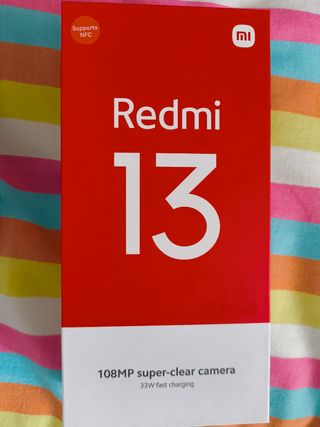 Supports
NFC
mi
Redmi
13
108MP super-clear camera
33W fast charging